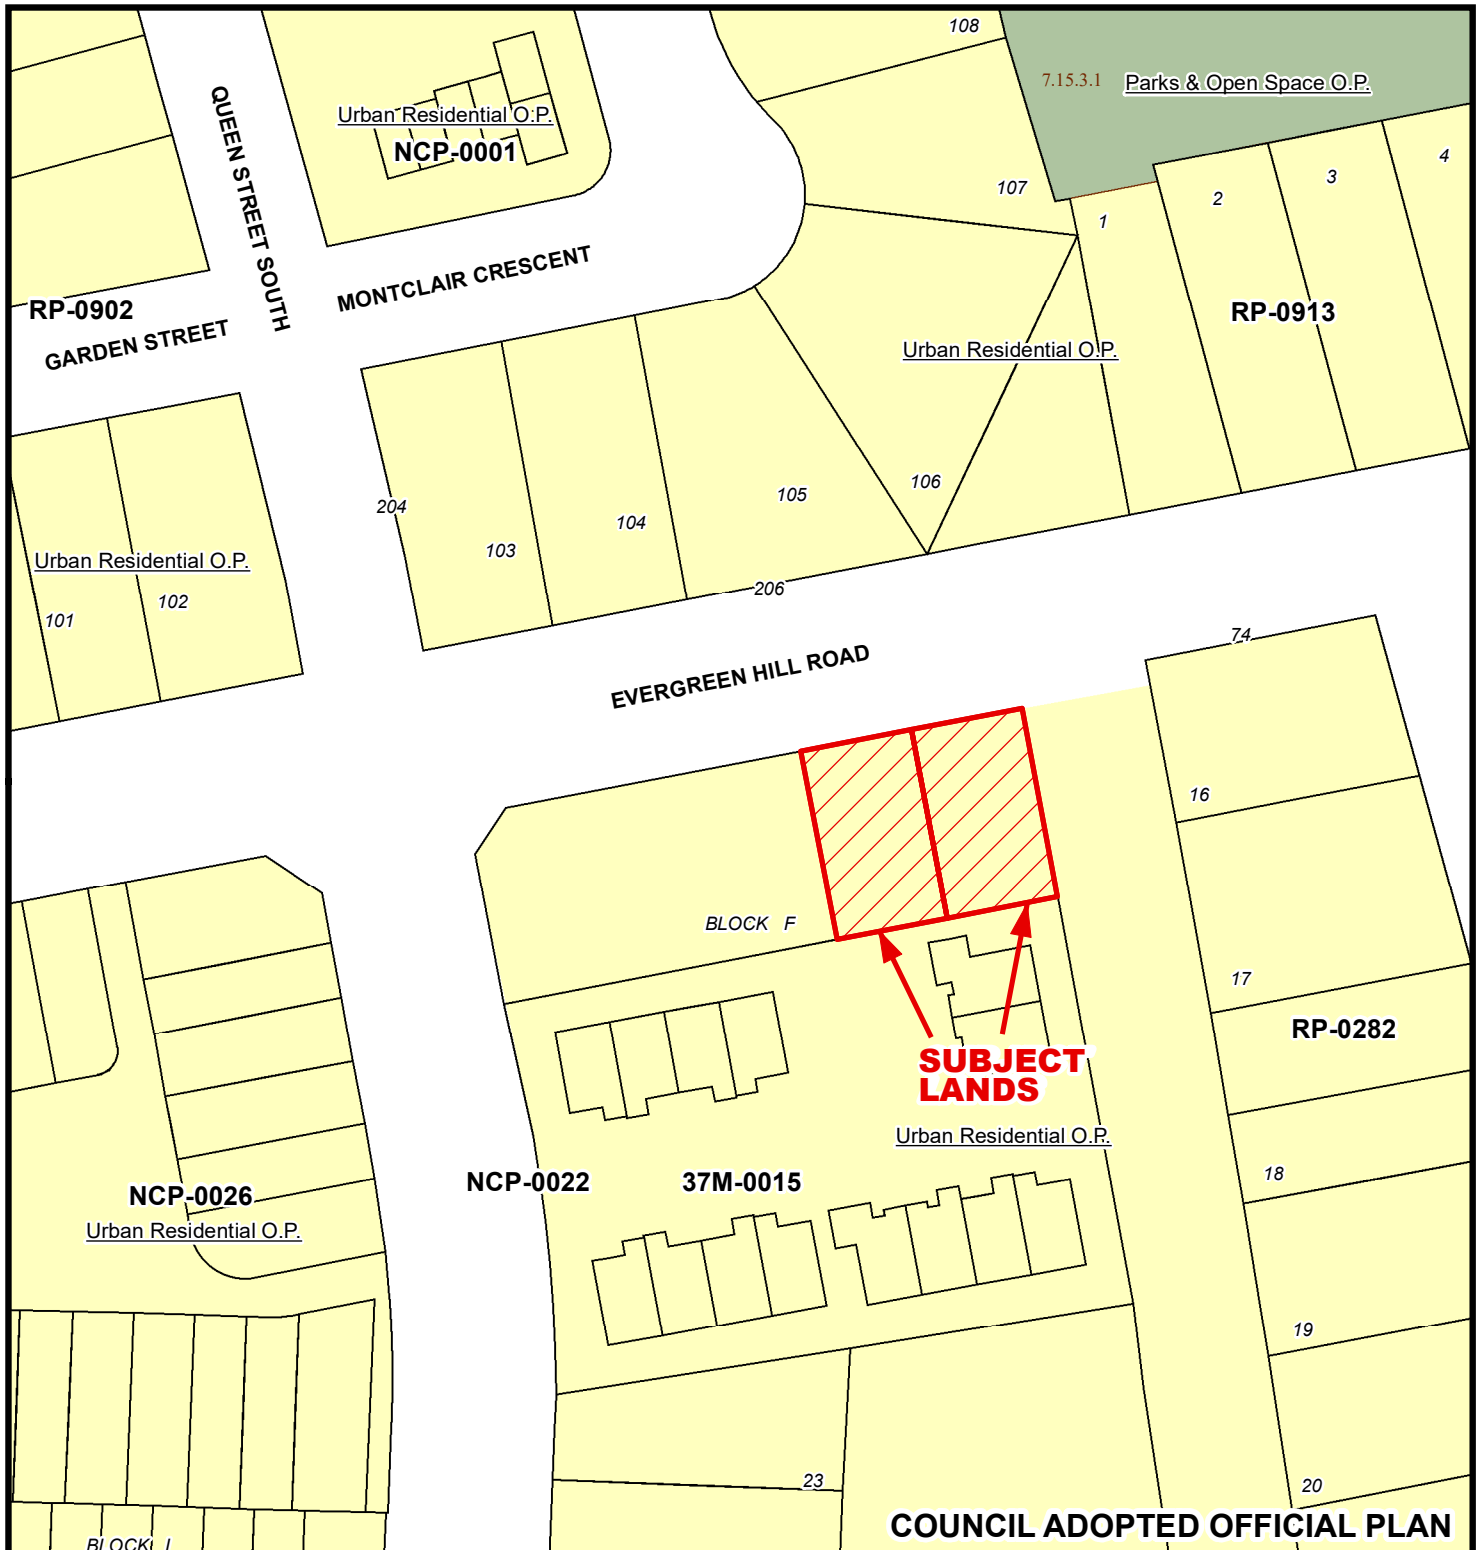 108
7.15.3.1
Parks & Open Space O.P.
Urban Residential O.P.
NCP-0001
QUEEN STREET SOUTH
107
1
2
3
4
MONTCLAIR CRESCENT
RP-0902
GARDEN STREET
RP-0913
Urban Residential O.P.
204
103
104
105
106
Urban Residential O.P.
101
102
206
EVERGREEN HILL ROAD
74
16
BLOCK F
17
RP-0282
SUBJECT
LANDS
Urban Residential O.P.
NCP-0026
Urban Residential O.P.
NCP-0022
37M-0015
18
19
23
20
COUNCIL ADOPTED OFFICIAL PLAN